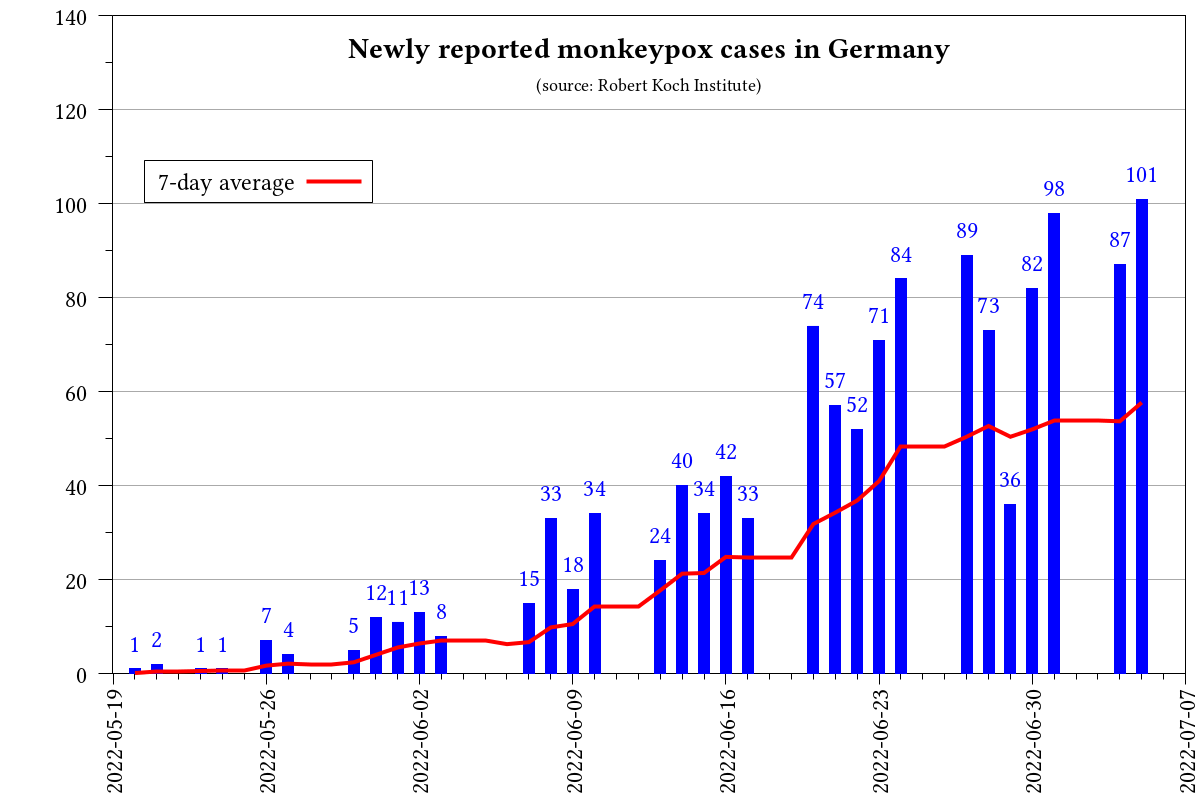 Newly reported monkeypox cases in Germany
(source: Robert Koch Institute)
7-day average
140
120
100
80
60
40
20
0
1 2 1 1 7 4 5 12 11 13 8 15 33 18 34 24 40 34 42 33 74 57 52 71 84 89 73 36 82 98 87 101
2022-05-19 2022-05-26 2022-06-02 2022-06-09 2022-06-16 2022-06-23 2022-06-30 2022-07-07